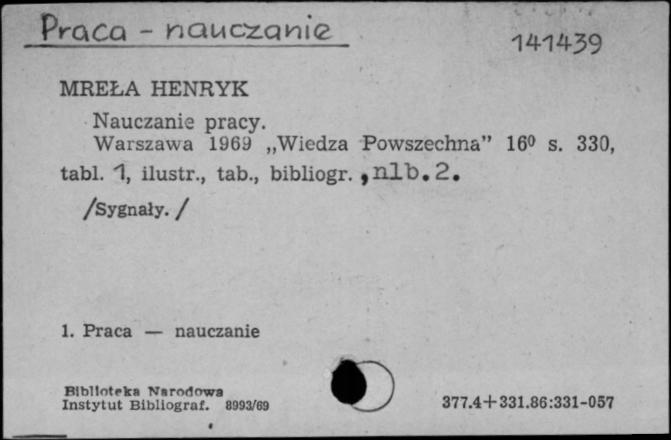 Praca - nauczanie
141439
MREŁA HENRYK
Nauczanie pracy.
Warszawa 1969 „Wiedza Powszechna” 16⁰ s. 330,
tabl. 1, ilustr., tab., bibliogr. , nlb. 2.
/Sygnały. /
1. Praca — nauczanie
Biblioteka Narodowa
Instytut Bibliograf. 8993/69
377.4+331.86:331-057